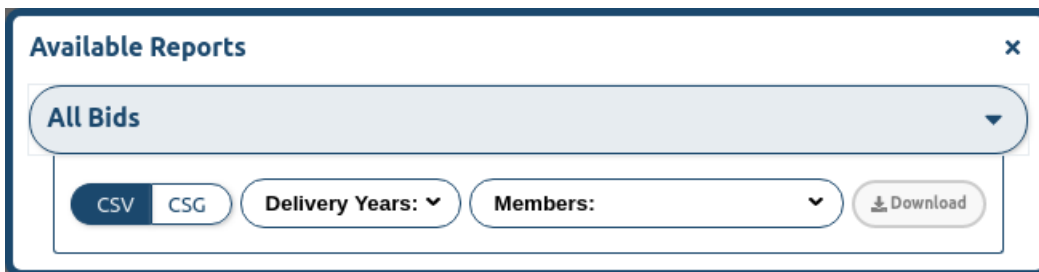 Available Reports ×
All Bids
CSV CSG Delivery Years: Members: Download